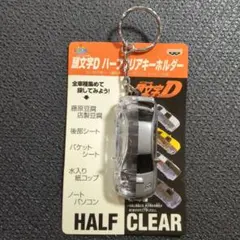 頭文字D ハーフクリアキーホルダー
全車種集めて
探してみよう!
藤原豆腐
店製豆腐
後部シート
バケット
シート
水入り
紙コップ
ノート
パソコン
頭文字D
HALF CLEAR